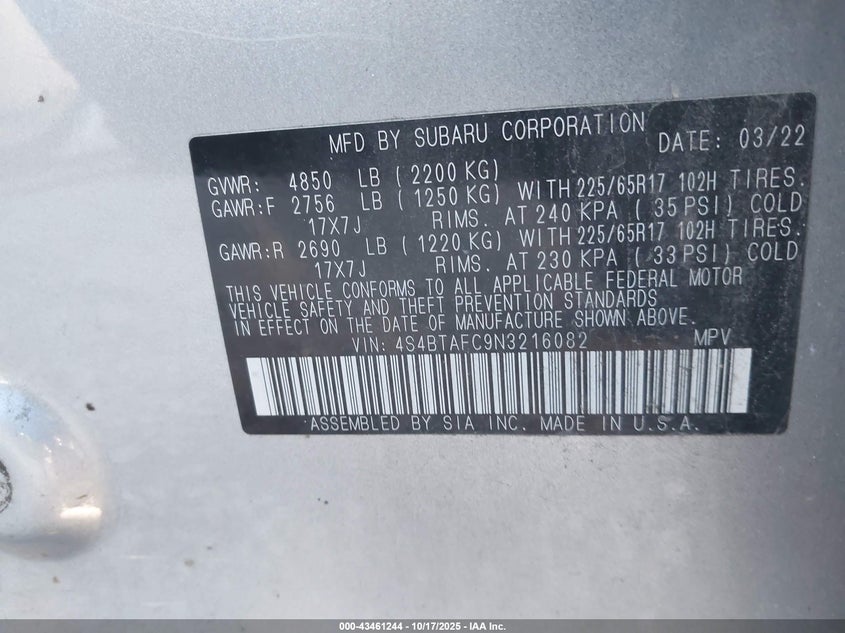 MFD BY SUBARU CORPORATION DATE: 03/22
GVWR: 4850 LB (2200 KG)
GAWR:F 2756 LB (1250 KG) WITH 225/65R17 102H TIRES.
17X7J RIMS. AT 240 KPA (35 PSI) COLD
GAWR:R 2690 LB (1220 KG) WITH 225/65R17 102H TIRES.
17X7J RIMS. AT 230 KPA (33 PSI) COLD
THIS VEHICLE CONFORMS TO ALL APPLICABLE FEDERAL MOTOR
VEHICLE SAFETY AND THEFT PREVENTION STANDARDS
IN EFFECT ON THE DATE OF MANUFACTURE SHOWN ABOVE.
VIN: 4S4BTAFC9N3216082 MPV
ASSEMBLED BY SIA INC. MADE IN U.S.A.
000-43461244 | 10/17/2025 - IAA Inc.